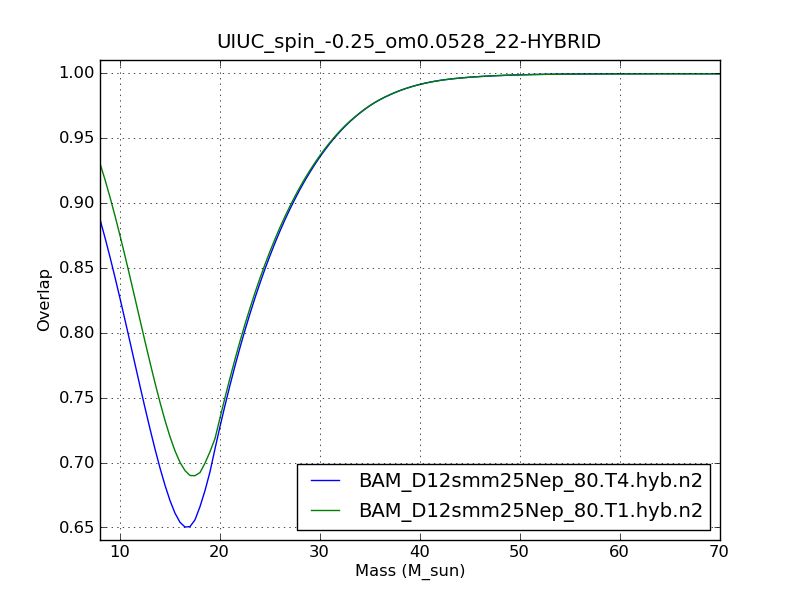 UIUC_spin_-0.25_om0.0528_22-HYBRID
1.00
0.95
0.90
0.85
0.80
0.75
0.70
0.65
Overlap
BAM_D12smm25Nep_80.T4.hyb.n2
BAM_D12smm25Nep_80.T1.hyb.n2
10 20 30 40 50 60 70
Mass (M_sun)